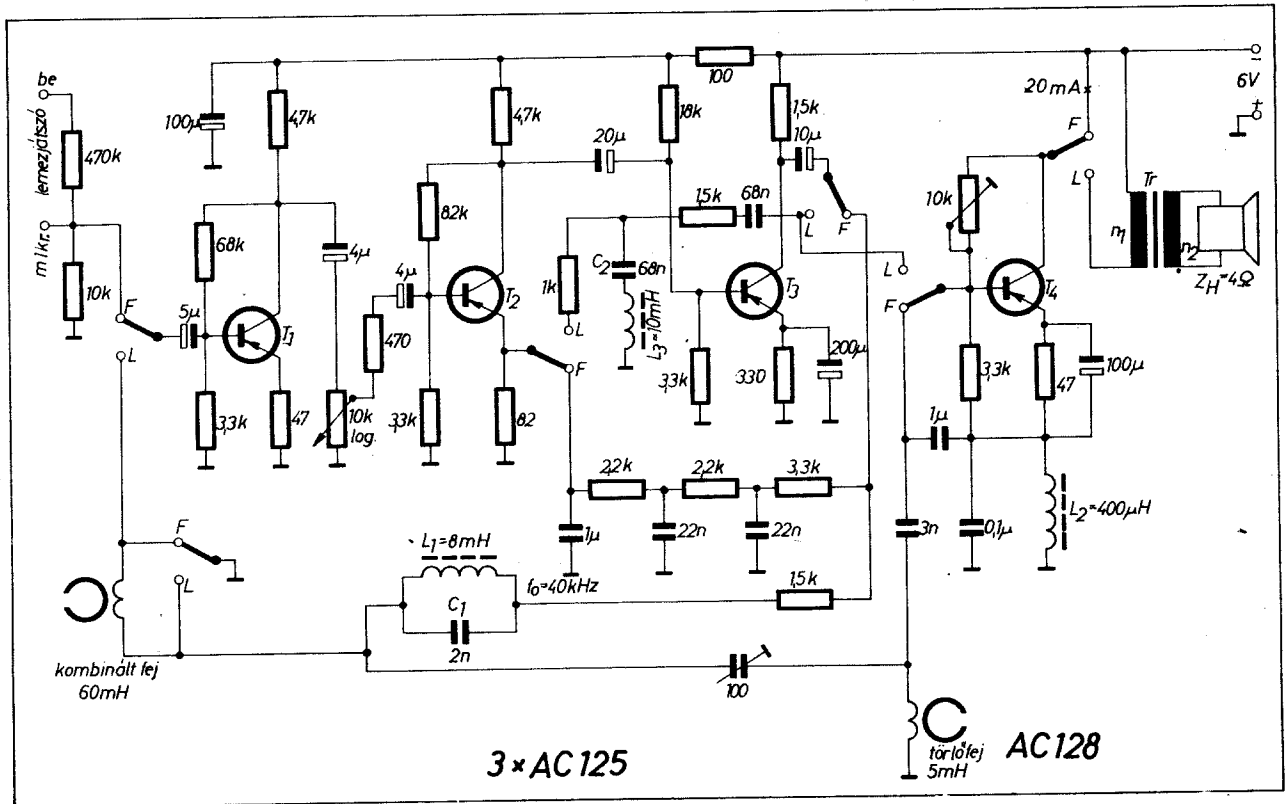 be
lemezjátszó
470k
mikr.
10k
F
L
5µ
100µ
4,7k
68k
3,3k
T1
47
4µ
10k
log.
470
4µ
82k
33k
4,7k
T2
82
20µ
1k
L
F
C2
68n
L3=10mH
1,5k
68n
18k
100
1,5k
10µ
L
F
T3
3,3k
330
200µ
L
F
20mA
F
L
10k
T4
3,3k
47
100µ
1µ
6V
-
+
Tr
n1
n2
ZH=4Ω
2,2k
2,2k
3,3k
1µ
22n
22n
3n
0,1µ
L2=400µH
F
L
L1=8mH
f0=40kHz
C1
2n
1,5k
kombinált fej
60mH
100
törlőfej
5mH
3×AC125
AC128